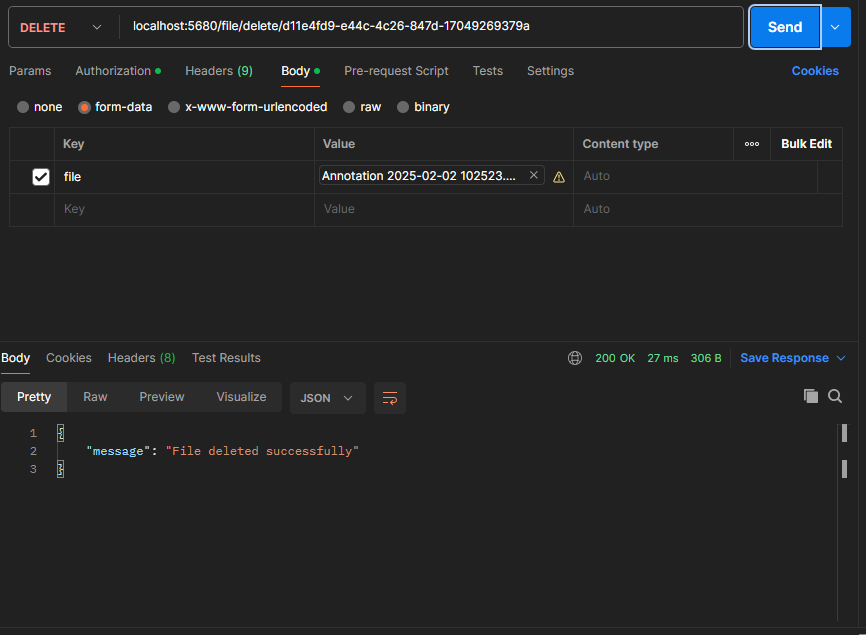 DELETE localhost:5680/file/delete/d11e4fd9-e44c-4c26-847d-17049269379a Send
Params Authorization Headers (9) Body Pre-request Script Tests Settings Cookies
none form-data x-www-form-urlencoded raw binary
Key Value Content type Bulk Edit
file Annotation 2025-02-02 102523.... Auto
Key Value Auto
Body Cookies Headers (8) Test Results 200 OK 27 ms 306 B Save Response
Pretty Raw Preview Visualize JSON
1 {
2 "message": "File deleted successfully"
3 }